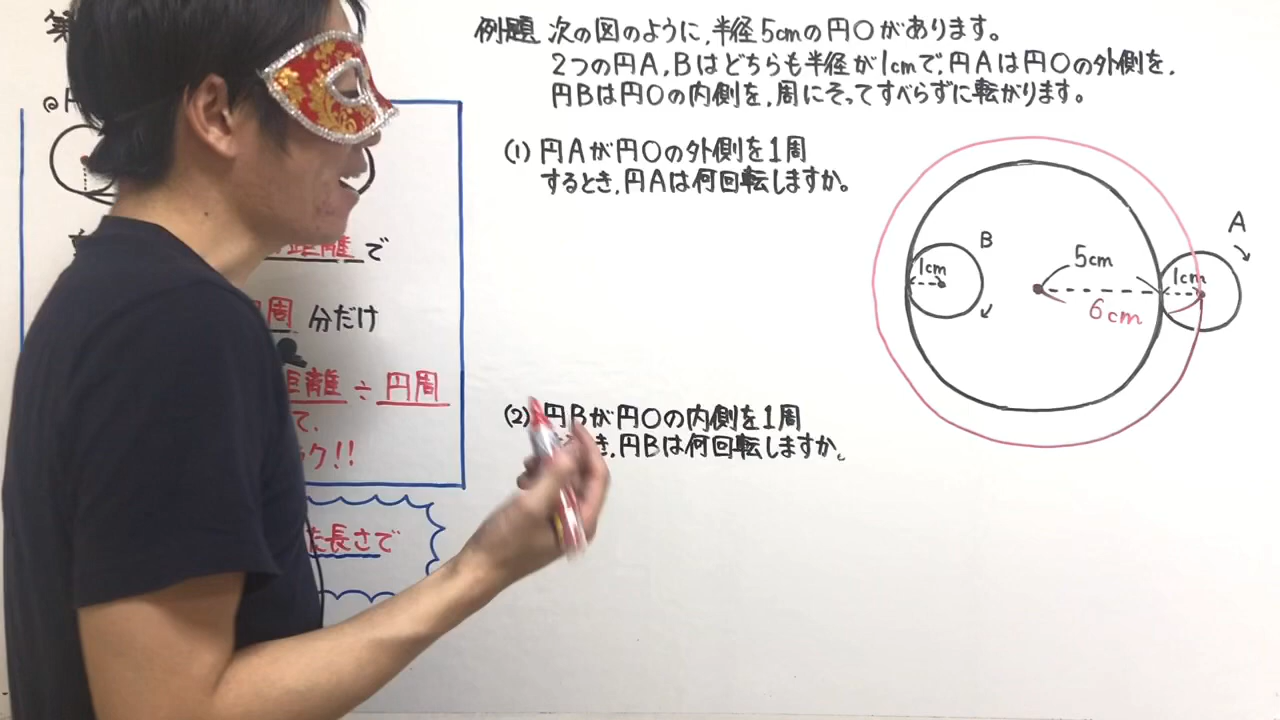 例題 次の図のように、半径5cmの円Oがあります。
2つの円A、Bはどちらも半径が1cmで、円Aは円Oの外側を、
円Bは円Oの内側を、周にそってすべらずに転がります。
(1) 円Aが円Oの外側を1周
するとき、円Aは何回転しますか。
(2) 円Bが円Oの内側を1周
き、円Bは何回転しますか。
A
B
5cm
1cm
1cm
6cm
距離で
周 分だけ
距離 ÷ 円周
て、
ク!!
た長さで